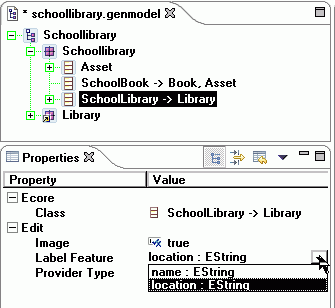 * schoollibrary.genmodel
Schoollibrary
Schoollibrary
Asset
SchoolBook -> Book, Asset
SchoolLibrary -> Library
Library
Properties
Property Value
Ecore
Class SchoolLibrary -> Library
Edit
Image true
Label Feature location : EString
Provider Type name : EString
location : EString